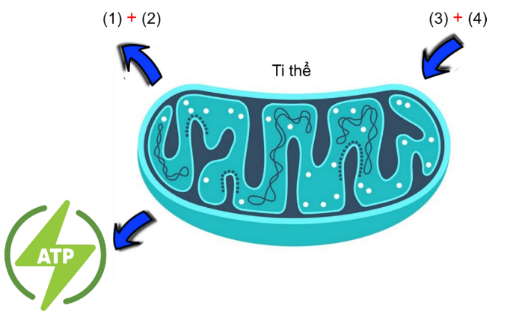 (1) + (2)
(3) + (4)
Ti thể
ATP